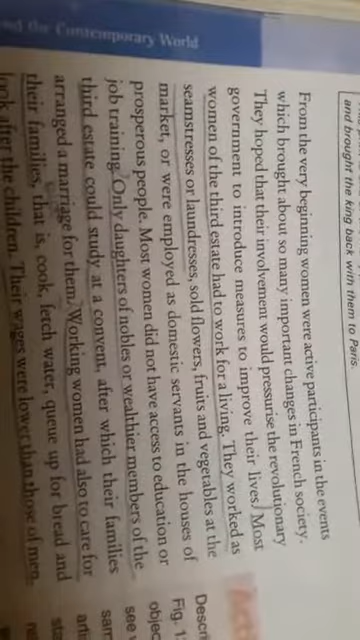 and the Contemporary World
and brought the king back with them to Paris.
From the very beginning women were active participants in the events
which brought about so many important changes in French society.
They hoped that their involvement would pressurise the revolutionary
government to introduce measures to improve their lives. Most
women of the third estate had to work for a living. They worked as
seamstresses or laundresses, sold flowers, fruits and vegetables at the
market, or were employed as domestic servants in the houses of
prosperous people. Most women did not have access to education or
job training. Only daughters of nobles or wealthier members of the
third estate could study at a convent, after which their families
arranged a marriage for them. Working women had also to care for
their families, that is, cook, fetch water, queue up for bread and
look after the children. Their wages were lower than those of men.
Descri
Fig. 1
objec
see
sam
arti
sta